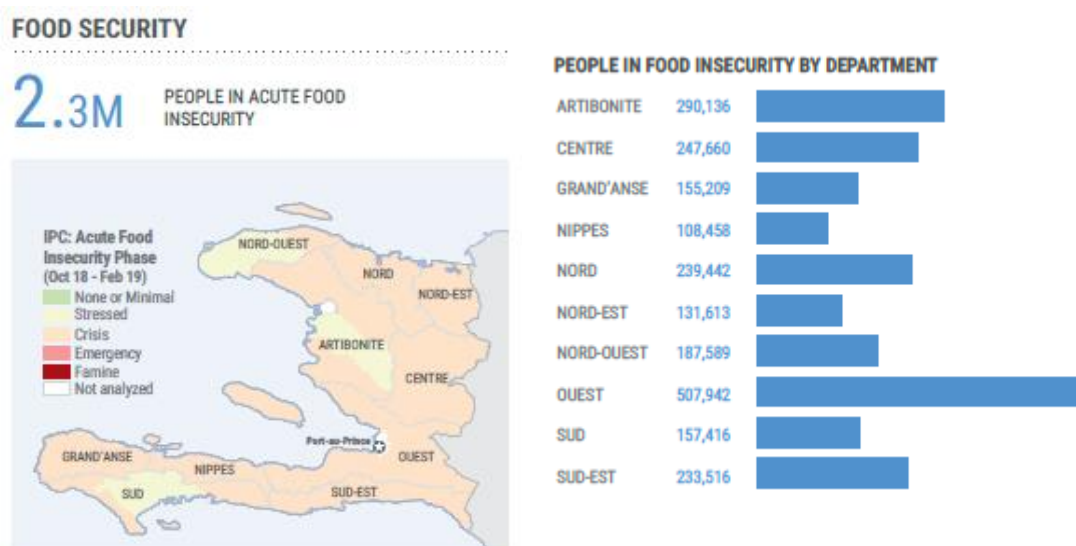 FOOD SECURITY
2.3M
PEOPLE IN ACUTE FOOD
INSECURITY
IPC: Acute Food
Insecurity Phase
(Oct 18 - Feb 19)
None or Minimal
Stressed
Crisis
Emergency
Famine
Not analyzed
NORD-OUEST
NORD
NORD-EST
ARTIBONITE
CENTRE
Port-au-Prince
OUEST
GRAND'ANSE
NIPPES
SUD
SUD-EST
PEOPLE IN FOOD INSECURITY BY DEPARTMENT
ARTIBONITE 290,136
CENTRE 247,660
GRAND'ANSE 155,209
NIPPES 108,458
NORD 239,442
NORD-EST 131,613
NORD-OUEST 187,589
OUEST 507,942
SUD 157,416
SUD-EST 233,516